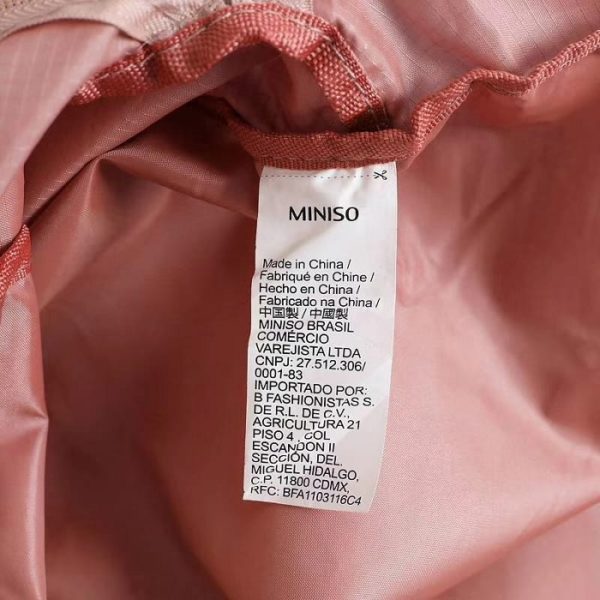 MINISO
Made in China /
Fabriqué en Chine /
Hecho en China /
Fabricado na China /
中国製 / 中國製
MINISO BRASIL
COMÉRCIO
VAREJISTA LTDA
CNPJ: 27.512.306/
0001-83
IMPORTADO POR:
B FASHIONISTAS S.
DE R.L. DE C.V.,
AGRICULTURA 21
PISO 4 , COL
ESCANDON II
SECCIÓN, DEL.
MIGUEL HIDALGO,
C.P. 11800 CDMX,
RFC: BFA1103116C4